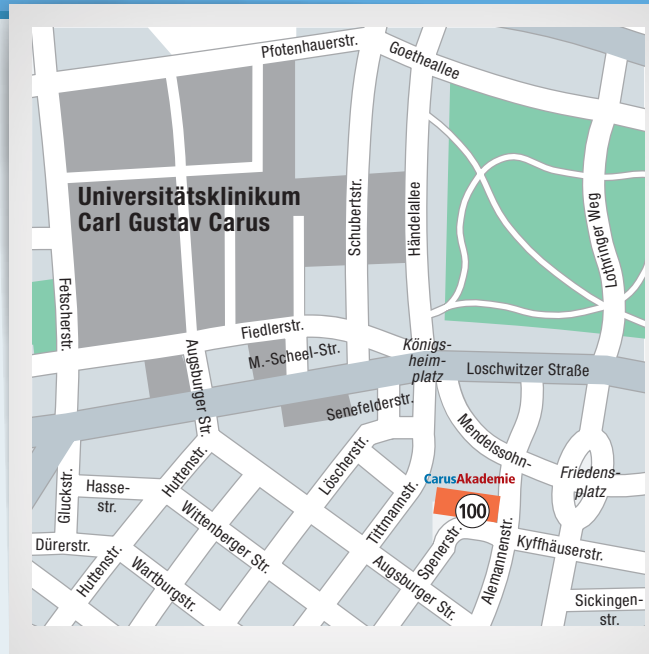 Pfotenhauerstr.
Goetheallee
Universitätsklinikum
Carl Gustav Carus
Schubertstr.
Händelallee
Lothringer Weg
Fetscherstr.
Fiedlerstr.
Augsburger Str.
M.-Scheel-Str.
Königs-
heim-
platz
Loschwitzer Straße
Senefelderstr.
Mendelssohn-
Löscherstr.
Huttenstr.
Gluckstr.
Hasse-
str.
CarusAkademie
100
Friedens-
platz
Wittenberger Str.
Tittmannstr.
Spenerstr.
Alemannenstr.
Kyffhäuserstr.
Dürerstr.
Huttenstr.
Wartburgstr.
Augsburger Str.
Sickingen-
str.